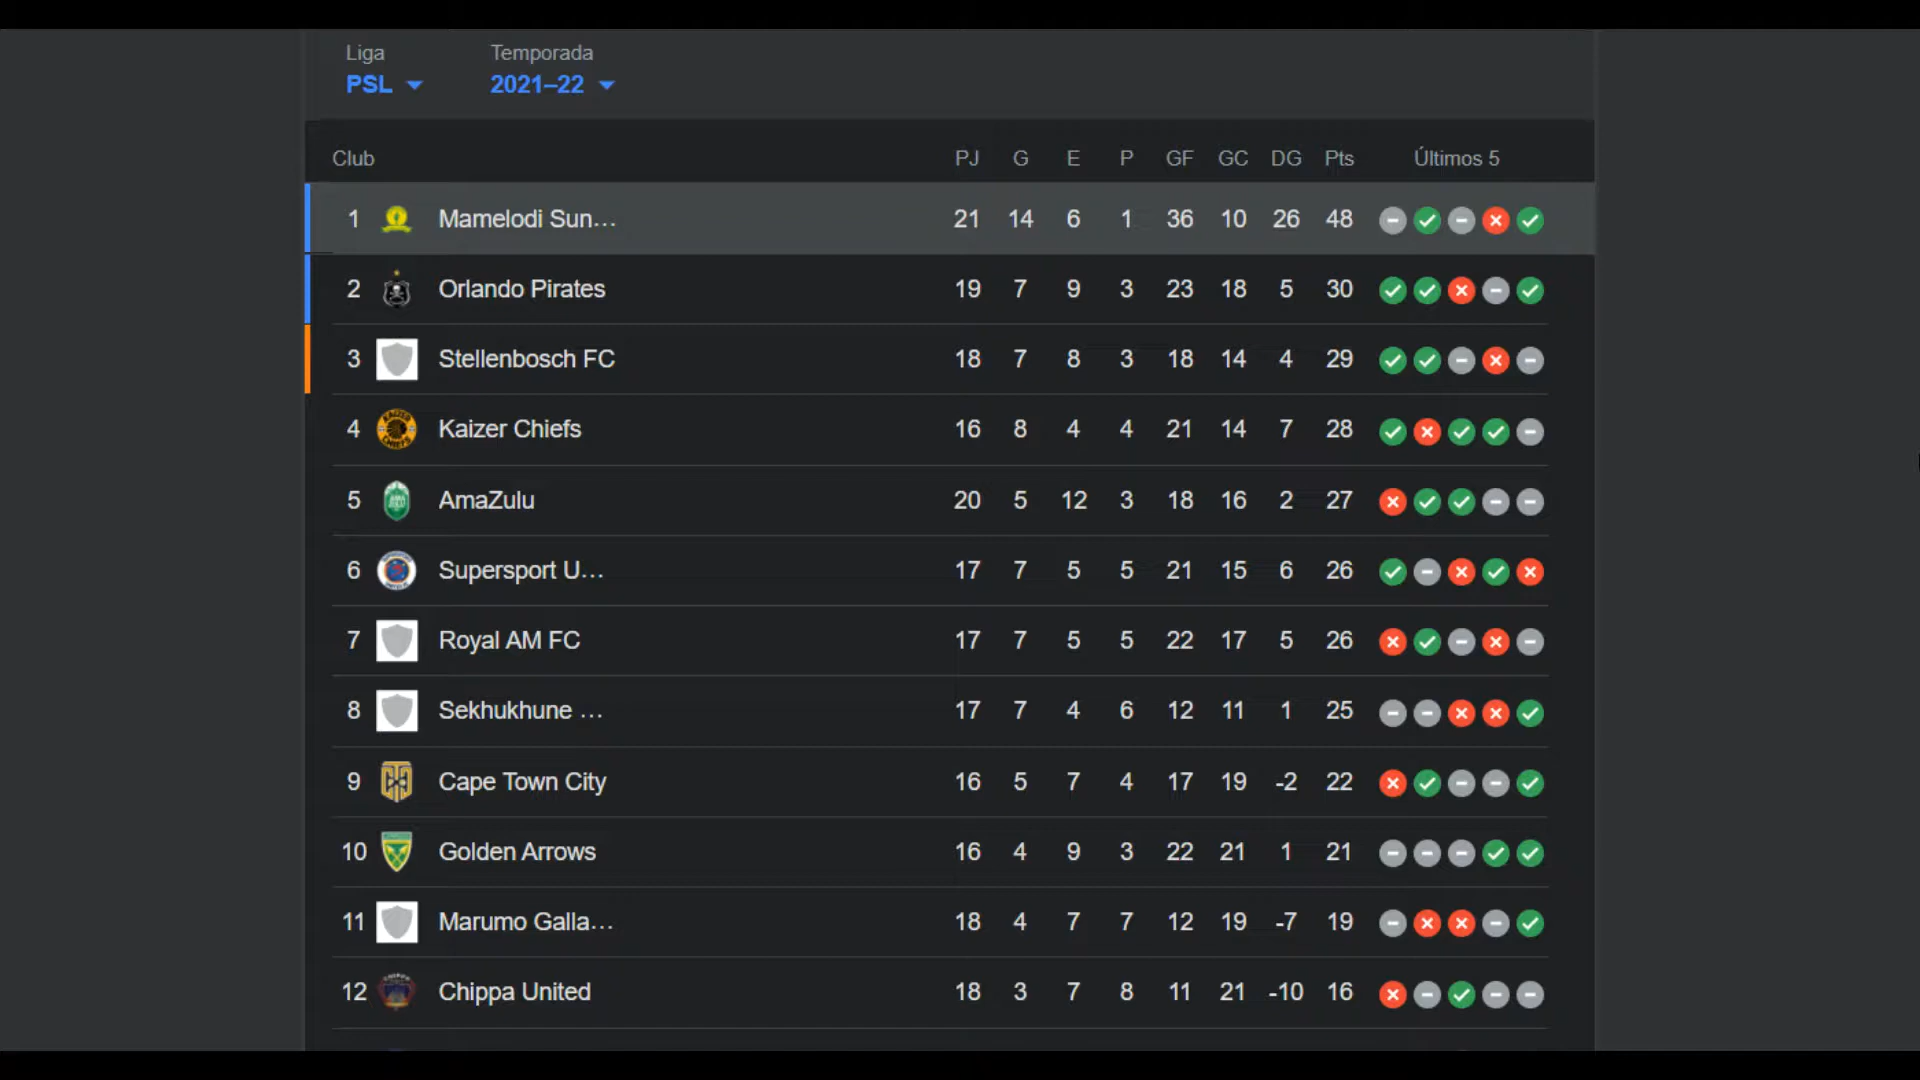 Liga Temporada
PSL 2021–22
Club PJ G E P GF GC DG Pts Últimos 5
1 Mamelodi Sun... 21 14 6 1 36 10 26 48
2 Orlando Pirates 19 7 9 3 23 18 5 30
3 Stellenbosch FC 18 7 8 3 18 14 4 29
4 Kaizer Chiefs 16 8 4 4 21 14 7 28
5 AmaZulu 20 5 12 3 18 16 2 27
6 Supersport U... 17 7 5 5 21 15 6 26
7 Royal AM FC 17 7 5 5 22 17 5 26
8 Sekhukhune ... 17 7 4 6 12 11 1 25
9 Cape Town City 16 5 7 4 17 19 -2 22
10 Golden Arrows 16 4 9 3 22 21 1 21
11 Marumo Galla... 18 4 7 7 12 19 -7 19
12 Chippa United 18 3 7 8 11 21 -10 16